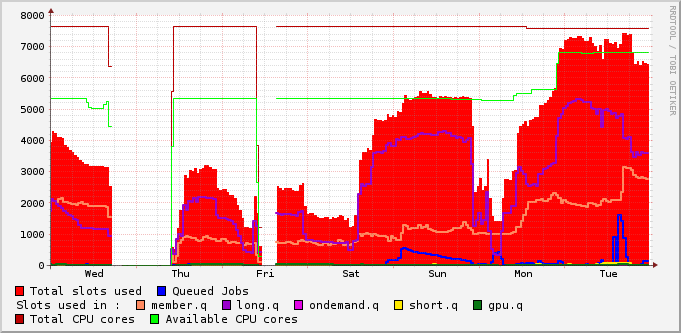 8000
7000
6000
5000
4000
3000
2000
1000
0
Wed Thu Fri Sat Sun Mon Tue
RRDTOOL / TOBI OETIKER
Total slots used Queued Jobs
Slots used in : member.q long.q ondemand.q short.q gpu.q
Total CPU cores Available CPU cores